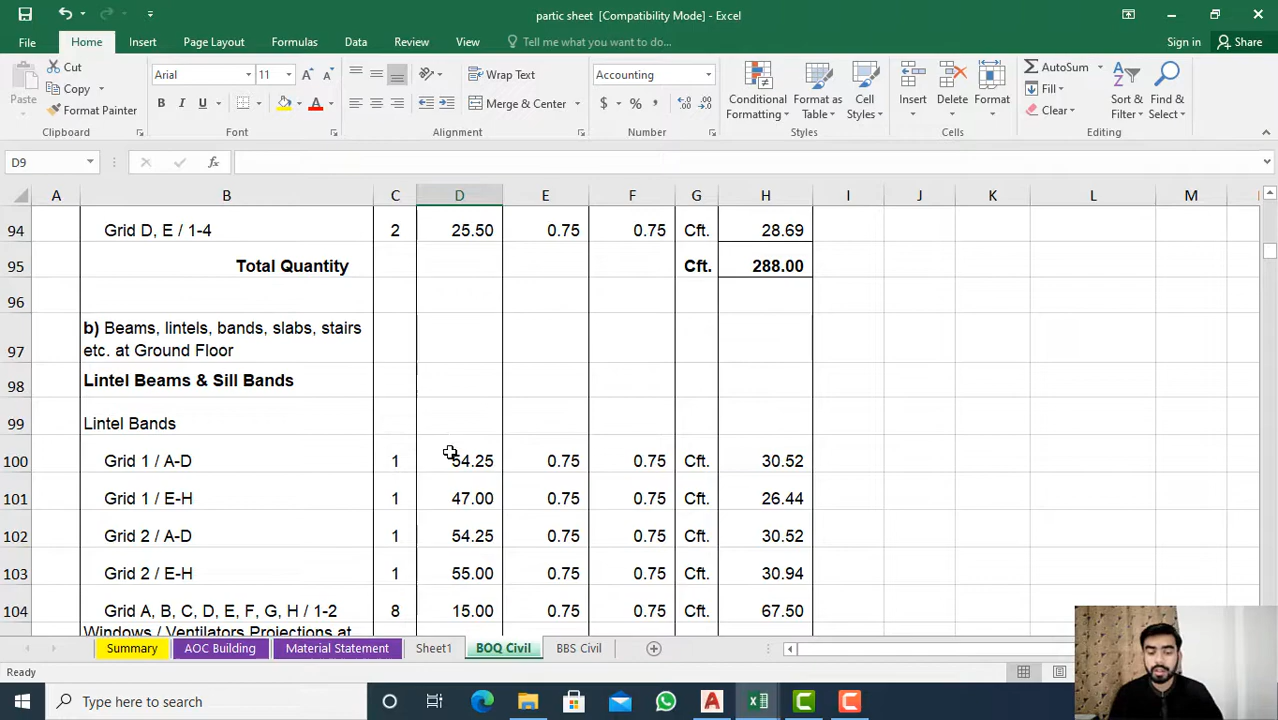 partic sheet  [Compatibility Mode] - Excel
File Home Insert Page Layout Formulas Data Review View Tell me what you want to do... Sign in Share
Paste Cut Copy Format Painter Clipboard
Arial 11 B I U A Font
Wrap Text Merge & Center Alignment
Accounting $ % , Number
Conditional Formatting Format as Table Cell Styles Styles
Insert Delete Format Cells
AutoSum Fill Clear Sort & Filter Find & Select Editing
D9 fx
A B C D E F G H I J K L M
94 Grid D, E / 1-4 2 25.50 0.75 0.75 Cft. 28.69
95 Total Quantity Cft. 288.00
96
97 b) Beams, lintels, bands, slabs, stairs
etc. at Ground Floor
98 Lintel Beams & Sill Bands
99 Lintel Bands
100 Grid 1 / A-D 1 54.25 0.75 0.75 Cft. 30.52
101 Grid 1 / E-H 1 47.00 0.75 0.75 Cft. 26.44
102 Grid 2 / A-D 1 54.25 0.75 0.75 Cft. 30.52
103 Grid 2 / E-H 1 55.00 0.75 0.75 Cft. 30.94
104 Grid A, B, C, D, E, F, G, H / 1-2 8 15.00 0.75 0.75 Cft. 67.50
Windows / Ventilators Projections at
Summary AOC Building Material Statement Sheet1 BOQ Civil BBS Civil
Ready
Type here to search